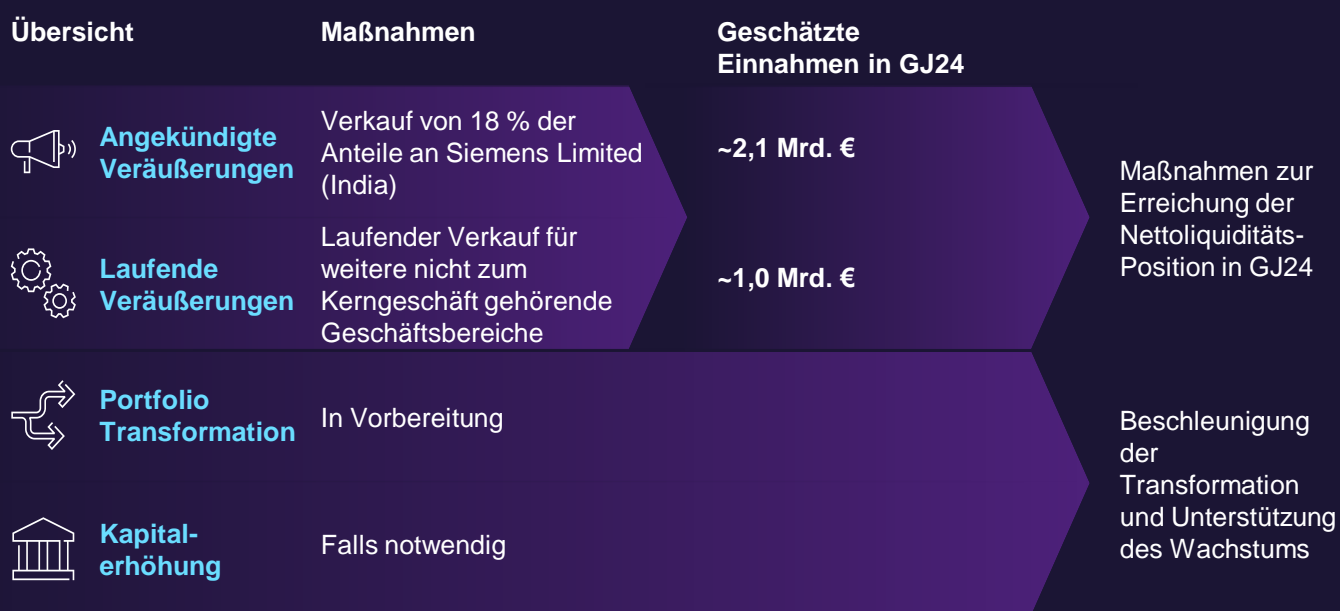 Übersicht
Maßnahmen
Geschätzte
Einnahmen in GJ24
Angekündigte
Veräußerungen
Verkauf von 18 % der
Anteile an Siemens Limited
(India)
~2,1 Mrd. €
Laufende
Veräußerungen
Laufender Verkauf für
weitere nicht zum
Kerngeschäft gehörende
Geschäftsbereiche
~1,0 Mrd. €
Maßnahmen zur
Erreichung der
Nettoliquiditäts-
Position in GJ24
Portfolio
Transformation
In Vorbereitung
Kapital-
erhöhung
Falls notwendig
Beschleunigung
der
Transformation
und Unterstützung
des Wachstums